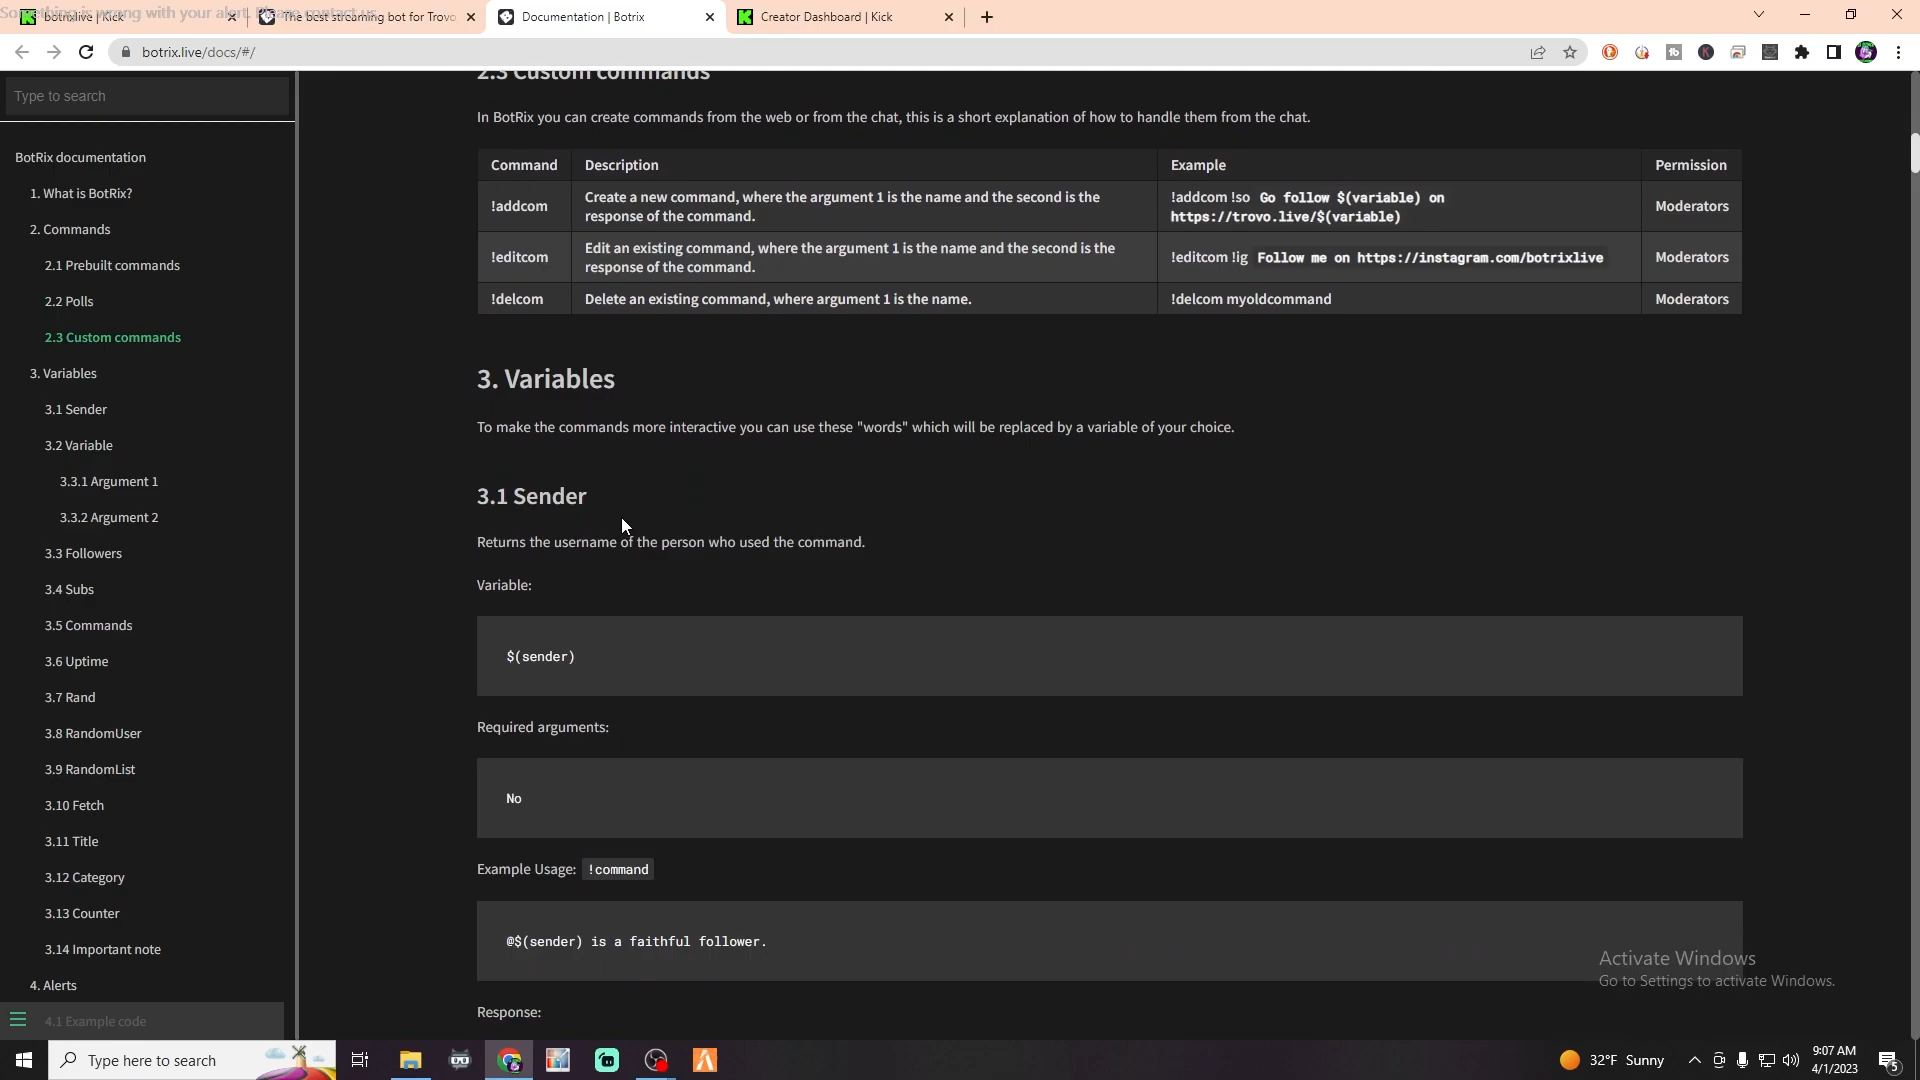 Something is wrong with your alert. Please contact us.
botrixlive | Kick
The best streaming bot for Trovo
Documentation | Botrix
Creator Dashboard | Kick
botrix.live/docs/#/
Type to search
BotRix documentation
1. What is BotRix?
2. Commands
2.1 Prebuilt commands
2.2 Polls
2.3 Custom commands
3. Variables
3.1 Sender
3.2 Variable
3.3.1 Argument 1
3.3.2 Argument 2
3.3 Followers
3.4 Subs
3.5 Commands
3.6 Uptime
3.7 Rand
3.8 RandomUser
3.9 RandomList
3.10 Fetch
3.11 Title
3.12 Category
3.13 Counter
3.14 Important note
4. Alerts
4.1 Example code
2.3 Custom commands
In BotRix you can create commands from the web or from the chat, this is a short explanation of how to handle them from the chat.
Command Description Example Permission
!addcom Create a new command, where the argument 1 is the name and the second is the response of the command. !addcom !so Go follow $(variable) on https://trovo.live/$(variable) Moderators
!editcom Edit an existing command, where the argument 1 is the name and the second is the response of the command. !editcom !ig Follow me on https://instagram.com/botrixlive Moderators
!delcom Delete an existing command, where argument 1 is the name. !delcom myoldcommand Moderators
3. Variables
To make the commands more interactive you can use these "words" which will be replaced by a variable of your choice.
3.1 Sender
Returns the username of the person who used the command.
Variable:
$(sender)
Required arguments:
No
Example Usage: !command
@$(sender) is a faithful follower.
Response:
Activate Windows
Go to Settings to activate Windows.
Type here to search
32°F Sunny
9:07 AM
4/1/2023
5